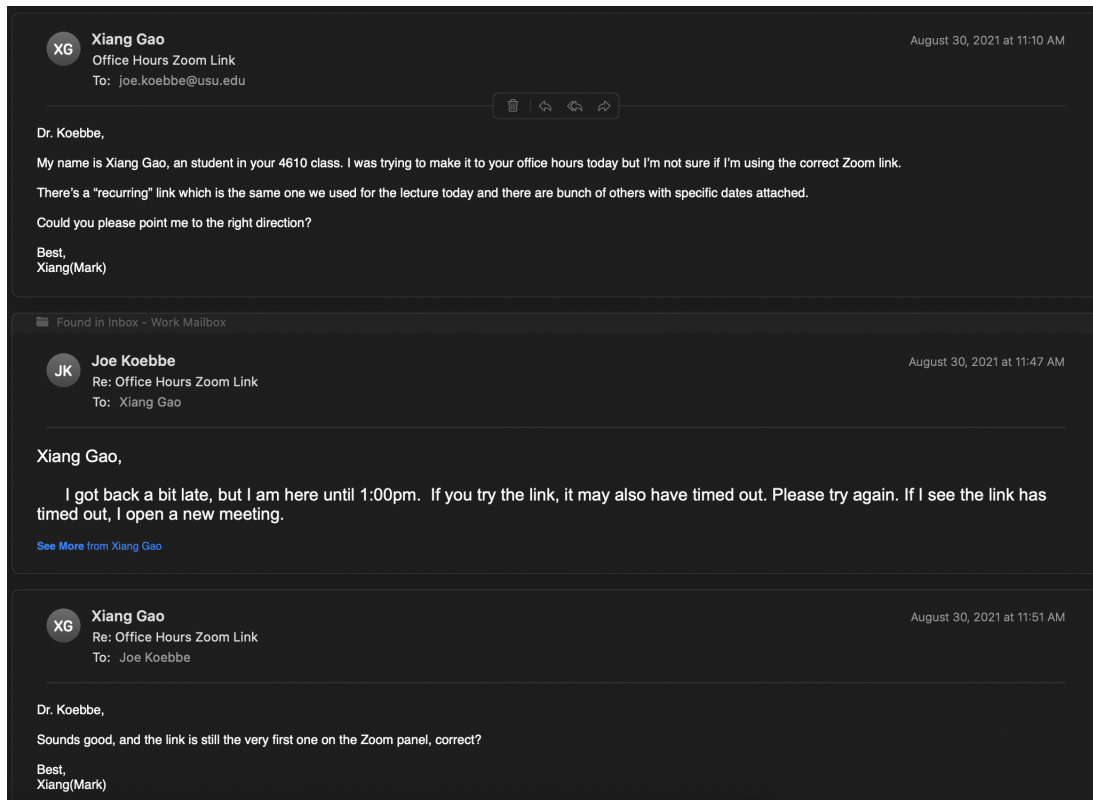 XG
Xiang Gao
August 30, 2021 at 11:10 AM
Office Hours Zoom Link
To: joe.koebbe@usu.edu
Dr. Koebbe,
My name is Xiang Gao, an student in your 4610 class. I was trying to make it to your office hours today but I'm not sure if I'm using the correct Zoom link.
There's a “recurring” link which is the same one we used for the lecture today and there are bunch of others with specific dates attached.
Could you please point me to the right direction?
Best,
Xiang(Mark)
Found in Inbox - Work Mailbox
JK
Joe Koebbe
August 30, 2021 at 11:47 AM
Re: Office Hours Zoom Link
To: Xiang Gao
Xiang Gao,
I got back a bit late, but I am here until 1:00pm. If you try the link, it may also have timed out. Please try again. If I see the link has
timed out, I open a new meeting.
See More from Xiang Gao
XG
Xiang Gao
August 30, 2021 at 11:51 AM
Re: Office Hours Zoom Link
To: Joe Koebbe
Dr. Koebbe,
Sounds good, and the link is still the very first one on the Zoom panel, correct?
Best,
Xiang(Mark)